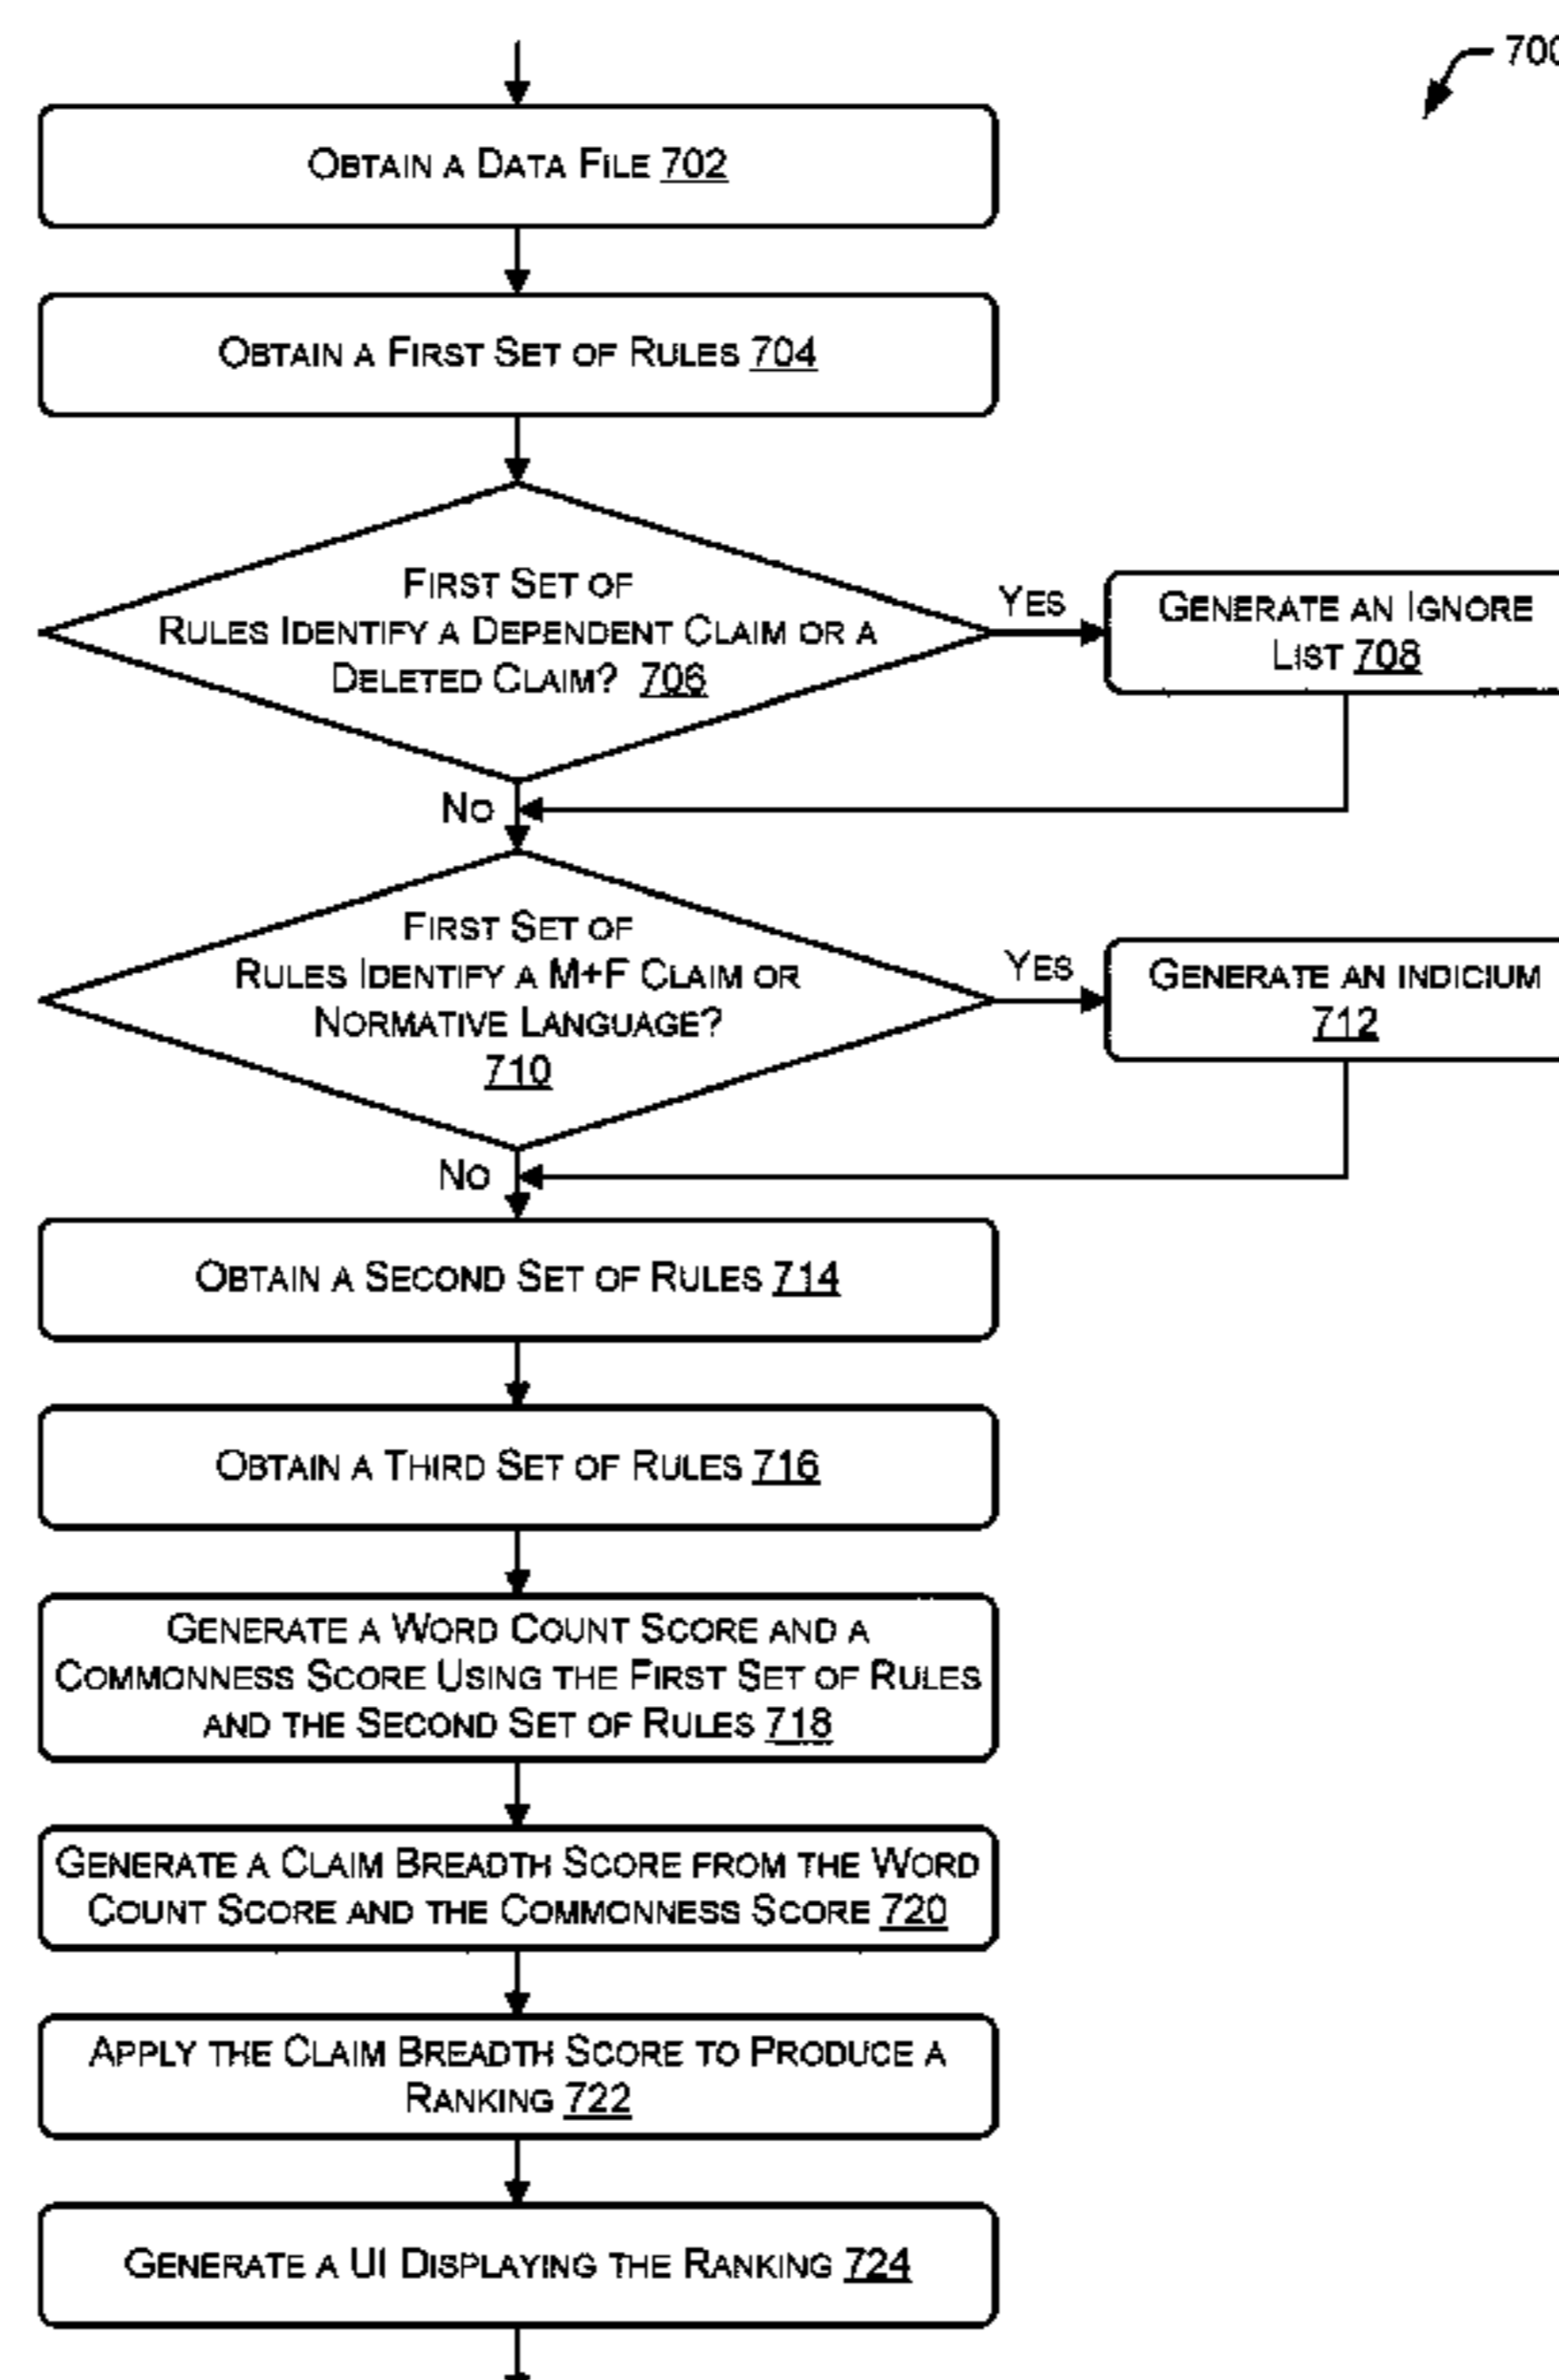 700
OBTAIN A DATA FILE 702
OBTAIN A FIRST SET OF RULES 704
FIRST SET OF
RULES IDENTIFY A DEPENDENT CLAIM OR A
DELETED CLAIM? 706
YES
GENERATE AN IGNORE
LIST 708
NO
FIRST SET OF
RULES IDENTIFY A M+F CLAIM OR
NORMATIVE LANGUAGE?
710
YES
GENERATE AN INDICIUM
712
NO
OBTAIN A SECOND SET OF RULES 714
OBTAIN A THIRD SET OF RULES 716
GENERATE A WORD COUNT SCORE AND A
COMMONNESS SCORE USING THE FIRST SET OF RULES
AND THE SECOND SET OF RULES 718
GENERATE A CLAIM BREADTH SCORE FROM THE WORD
COUNT SCORE AND THE COMMONNESS SCORE 720
APPLY THE CLAIM BREADTH SCORE TO PRODUCE A
RANKING 722
GENERATE A UI DISPLAYING THE RANKING 724